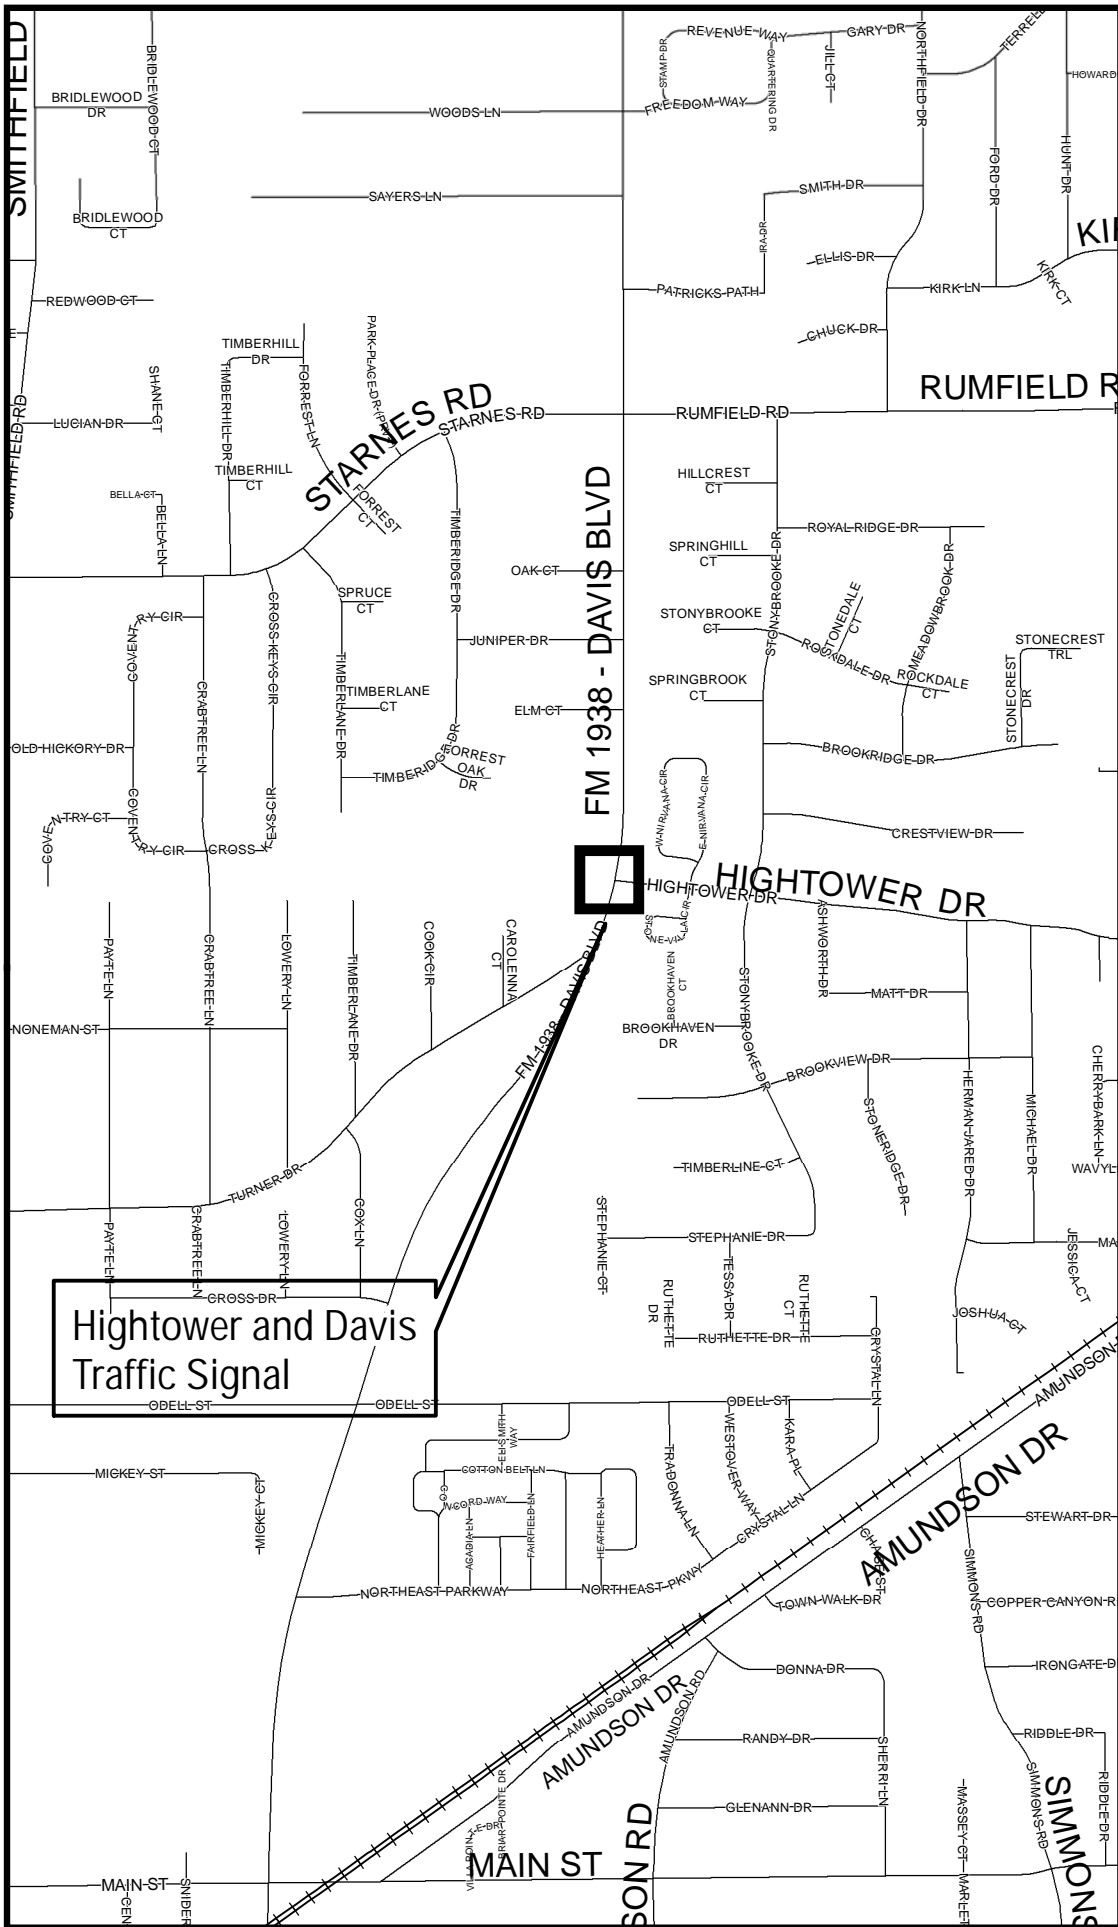 SMITHFIELD
BRIDLEWOOD
DR
BRIDLEWOOD CT
BRIDLEWOOD
CT
WOODS LN
SAYERS LN
STAMP DR
REVENUE WAY
QUARTERING DR
FREEDOM WAY
JILL CT
GARY DR
NORTHFIELD DR
TERRELL
HOWARD
FORD DR
HUNT DR
SMITH DR
IRA DR
ELLIS DR
PATRICKS PATH
KIRK LN
KIRK CT
CHUCK DR
REDWOOD CT
SMITHFIELD RD
LUCIAN DR
SHANE CT
TIMBERHILL
DR
TIMBERHILL DR
FORREST LN
TIMBERHILL
CT
STARNES RD
STARNES RD
RUMFIELD RD
RUMFIELD R
FORREST
CT
BELLA CT
BELLA LN
FM 1938 - DAVIS BLVD
HILLCREST
CT
ROYAL RIDGE DR
SPRINGHILL
CT
STONYBROOKE DR
MEADOWBROOK DR
OAK CT
TIMBERIDGE DR
JUNIPER DR
ELM CT
SPRUCE
CT
TIMBERLANE
CT
TIMBERLANE DR
CROSS KEYS CIR
CRABTREE LN
COVENTRY CIR
OLD HICKORY DR
STONYBROOKE
CT
STONEDALE
CT
ROCKDALE DR
ROCKDALE
CT
STONECREST
TRL
STONECREST
DR
SPRINGBROOK
CT
BROOKRIDGE DR
TIMBERIDGE DR
FORREST
OAK
DR
COVENTRY CT
COVENTRY CIR
CROSS KEYS CIR
W NIRVANA CIR
E NIRVANA CIR
CRESTVIEW DR
HIGHTOWER DR
HIGHTOWER DR
PAYTE LN
CRABTREE LN
LOWERY LN
TIMBERLANE DR
COOK CIR
CAROLENNA
CT
FM 1938 - DAVIS BLVD
BROOKHAVEN
CT
BROOKHAVEN
DR
STONYBROOKE DR
ASHWORTH DR
MATT DR
NONEMAN ST
BROOKVIEW DR
STONERIDGE DR
HERMAN JARED DR
MICHAEL DR
CHERRYBARK LN
WAVYL
TIMBERLINE CT
TURNER DR
PAYTE LN
CRABTREE LN
LOWERY LN
COX LN
CROSS DR
STEPHANIE CT
STEPHANIE DR
TESSA DR
RUTHETTE
DR
RUTHETTE
CT
RUTHETTE DR
JESSICA CT
MA
JOSHUA CT
CRYSTAL LN
Hightower and Davis
Traffic Signal
ODELL ST
ODELL ST
ODELL ST
AMUNDSON
AMUNDSON DR
MICKEY ST
MICKEY CT
COTTON BELT LN
CONCORD WAY
ACADIA LN
FAIRFIELD LN
HEATHER LN
TRADONNA LN
WESTOVER WAY
KARA PL
CRYSTAL LN
NORTHEAST PARKWAY
NORTHEAST PKWY
CHASE ST
TOWN WALK DR
STEWART DR
SIMMONS RD
COPPER CANYON R
IRONGATE D
DONNA DR
AMUNDSON DR
AMUNDSON DR
AMUNDSON RD
RANDY DR
SHERRI LN
GLENANN DR
RIDDLE DR
RIDDLE DR
SIMMONS RD
SIMMONS
MASSEY CT
MARLET
BRIAR POINTE DR
MAIN ST
MAIN ST
SNIDER
CEN
SON RD